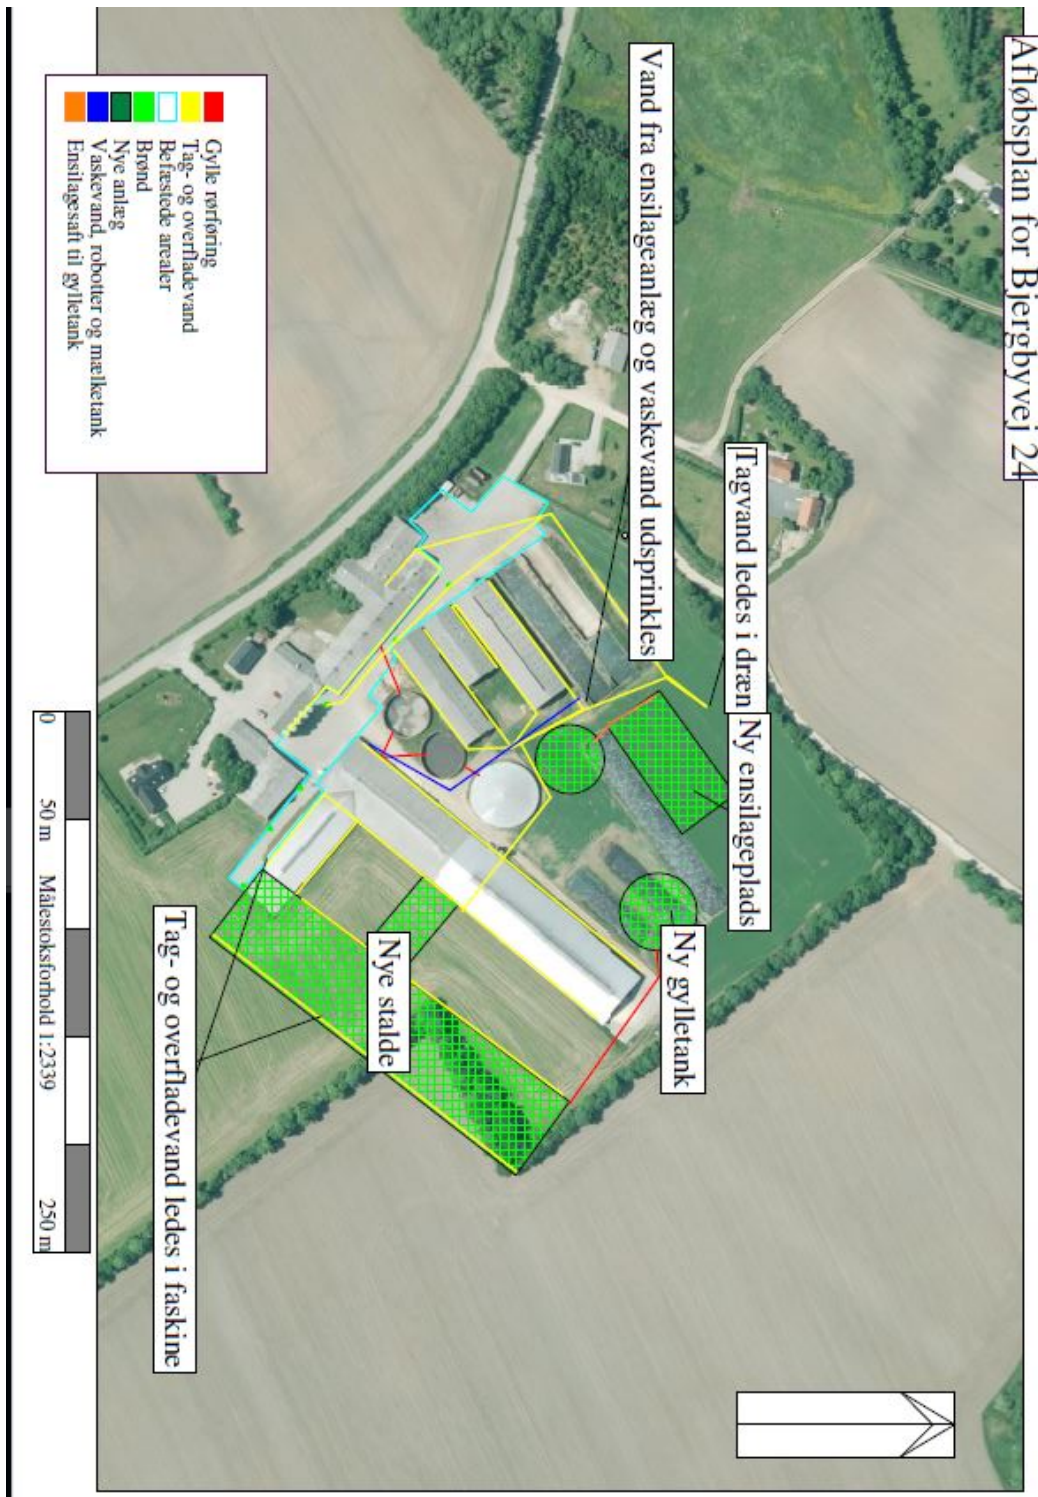 Afløbsplan for Bjergbyvej 24
Vand fra ensilageanlæg og vaskevand udsprinkles
Tagvand ledes i dræn
Ny ensilageplads
Ny gylletank
Nye stalde
Tag- og overfladevand ledes i faskine
Gylle rørføring
Tag- og overfladevand
Befæstede arealer
Brønd
Nye anlæg
Vaskevand, robotter og mælketank
Ensilagesaft til gylletank
0 50 m Målestoksforhold 1:2339 250 m